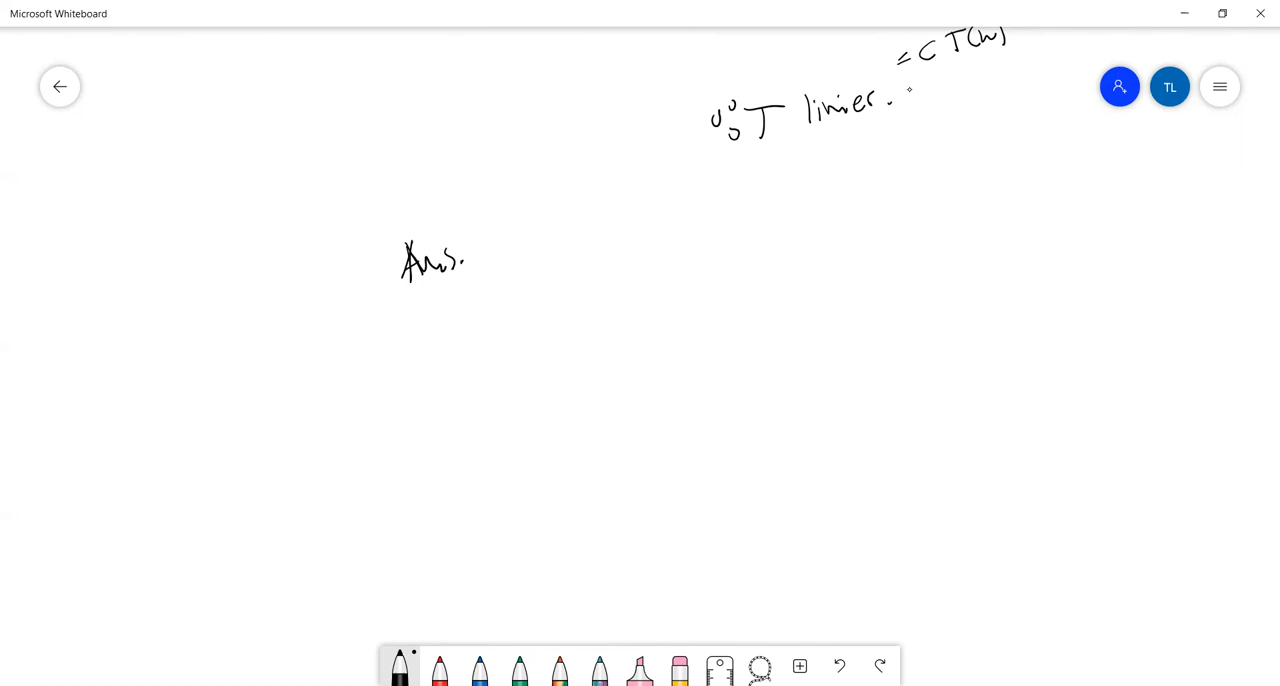 Microsoft Whiteboard
= C T(u)
∴ T linier.
TL
Ans.